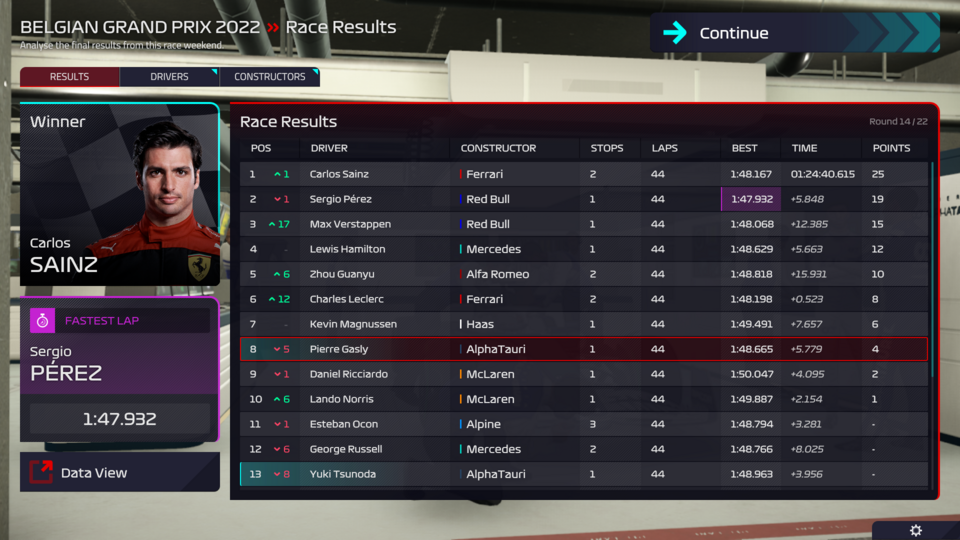 BELGIAN GRAND PRIX 2022 » Race Results
Analyse the final results from this race weekend.
Continue
RESULTS DRIVERS CONSTRUCTORS
Winner
Carlos
SAINZ
FASTEST LAP
Sergio
PÉREZ
1:47.932
Data View
Race Results Round 14 / 22
POS DRIVER CONSTRUCTOR STOPS LAPS BEST TIME POINTS
1 1 Carlos Sainz Ferrari 2 44 1:48.167 01:24:40.615 25
2 1 Sergio Pérez Red Bull 1 44 1:47.932 +5.848 19
3 17 Max Verstappen Red Bull 1 44 1:48.068 +12.385 15
4 - Lewis Hamilton Mercedes 1 44 1:48.629 +5.663 12
5 6 Zhou Guanyu Alfa Romeo 2 44 1:48.818 +15.931 10
6 12 Charles Leclerc Ferrari 2 44 1:48.198 +0.523 8
7 - Kevin Magnussen Haas 1 44 1:49.491 +7.657 6
8 5 Pierre Gasly AlphaTauri 1 44 1:48.665 +5.779 4
9 1 Daniel Ricciardo McLaren 1 44 1:50.047 +4.095 2
10 6 Lando Norris McLaren 1 44 1:49.887 +2.154 1
11 1 Esteban Ocon Alpine 3 44 1:48.794 +3.281 -
12 6 George Russell Mercedes 2 44 1:48.766 +8.025 -
13 8 Yuki Tsunoda AlphaTauri 1 44 1:48.963 +3.956 -